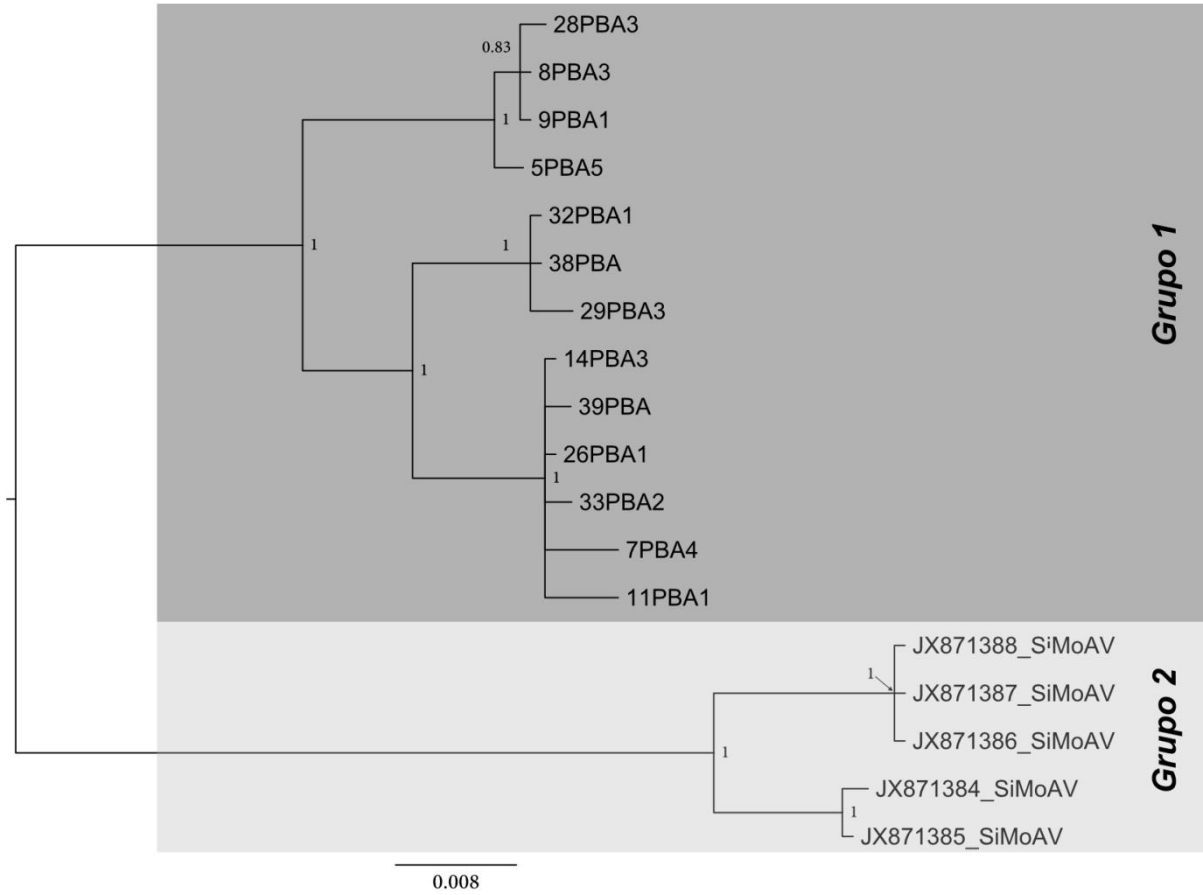 28PBA3
0.83
8PBA3
9PBA1
1
5PBA5
32PBA1
1
1
38PBA
29PBA3
14PBA3
1
39PBA
26PBA1
1
33PBA2
7PBA4
11PBA1
Grupo 1
JX871388_SiMoAV
1
JX871387_SiMoAV
JX871386_SiMoAV
1
JX871384_SiMoAV
1
JX871385_SiMoAV
Grupo 2
0.008